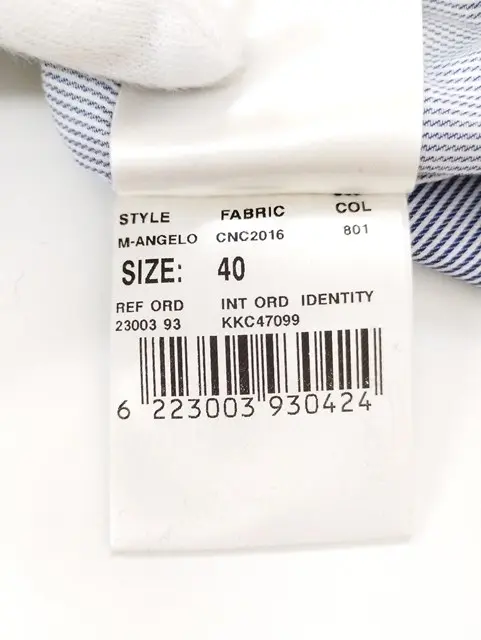 STYLE FABRIC COL
M-ANGELO CNC2016 801
SIZE: 40
REF ORD INT ORD IDENTITY
23003 93 KKC47099
6 223003 930424